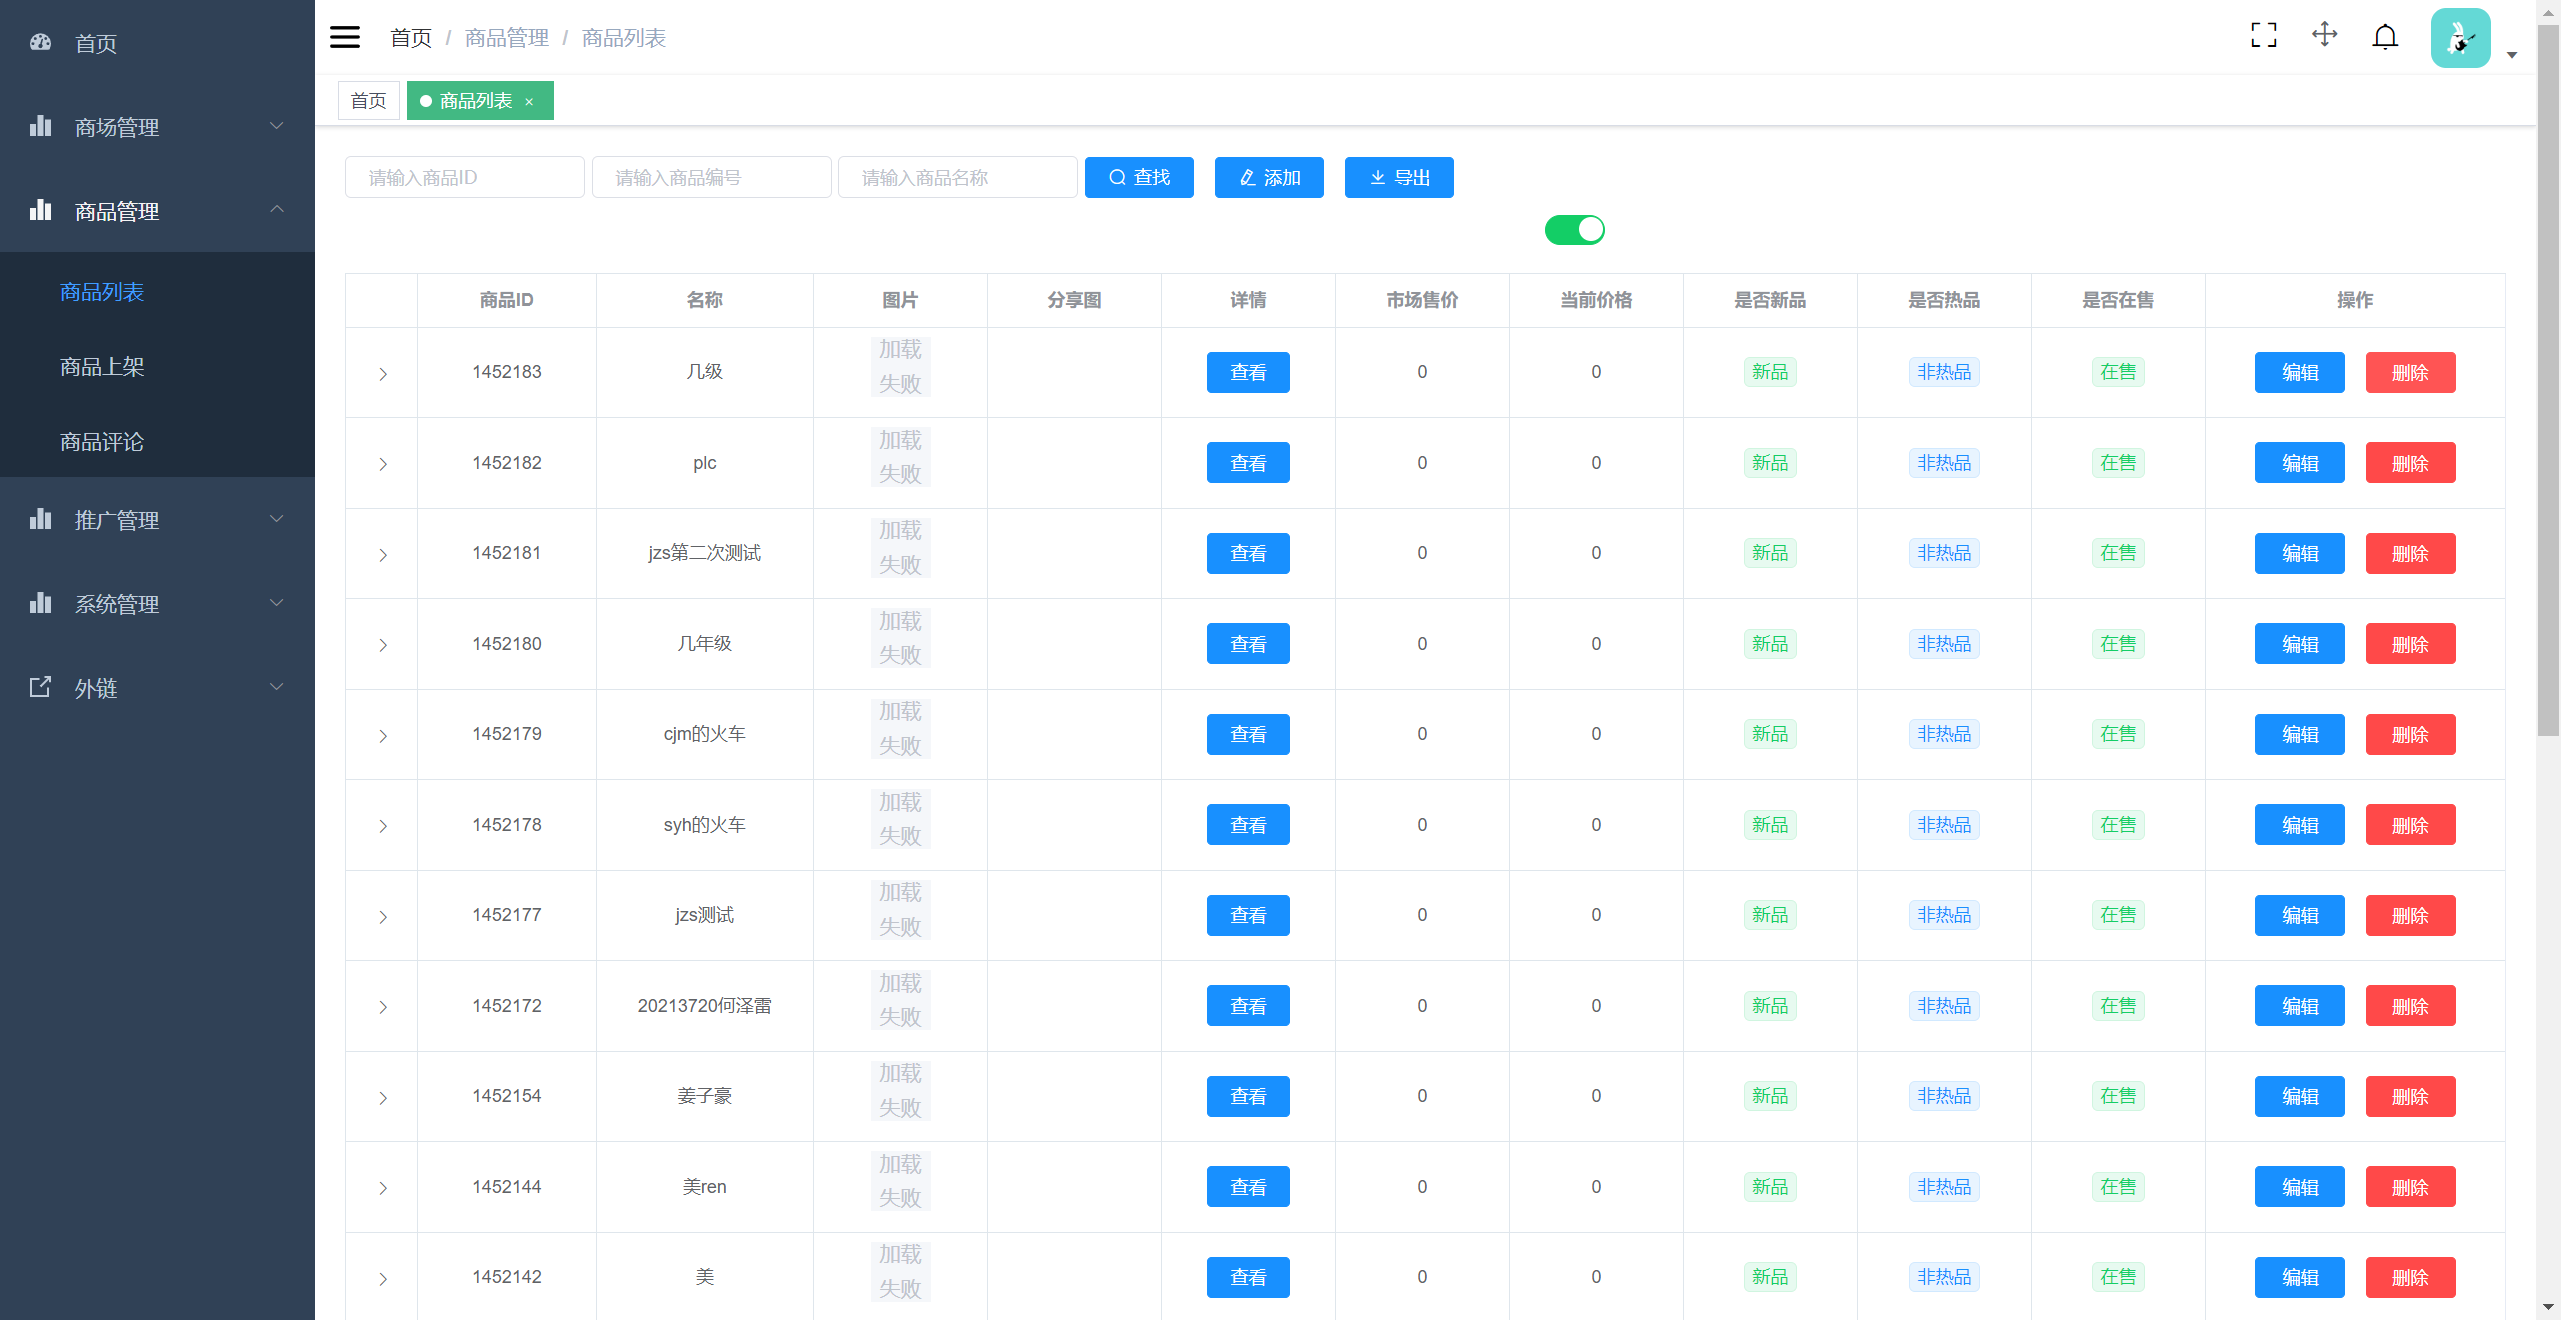 首页
商场管理
商品管理
商品列表
商品上架
商品评论
推广管理
系统管理
外链
首页 / 商品管理 / 商品列表
首页 商品列表 ×
请输入商品ID 请输入商品编号 请输入商品名称 查找 添加 导出
商品ID 名称 图片 分享图 详情 市场售价 当前价格 是否新品 是否热品 是否在售 操作
1452183 几级 加载失败 查看 0 0 新品 非热品 在售 编辑 删除
1452182 plc 加载失败 查看 0 0 新品 非热品 在售 编辑 删除
1452181 jzs第二次测试 加载失败 查看 0 0 新品 非热品 在售 编辑 删除
1452180 几年级 加载失败 查看 0 0 新品 非热品 在售 编辑 删除
1452179 cjm的火车 加载失败 查看 0 0 新品 非热品 在售 编辑 删除
1452178 syh的火车 加载失败 查看 0 0 新品 非热品 在售 编辑 删除
1452177 jzs测试 加载失败 查看 0 0 新品 非热品 在售 编辑 删除
1452172 20213720何泽雷 加载失败 查看 0 0 新品 非热品 在售 编辑 删除
1452154 姜子豪 加载失败 查看 0 0 新品 非热品 在售 编辑 删除
1452144 美ren 加载失败 查看 0 0 新品 非热品 在售 编辑 删除
1452142 美 加载失败 查看 0 0 新品 非热品 在售 编辑 删除